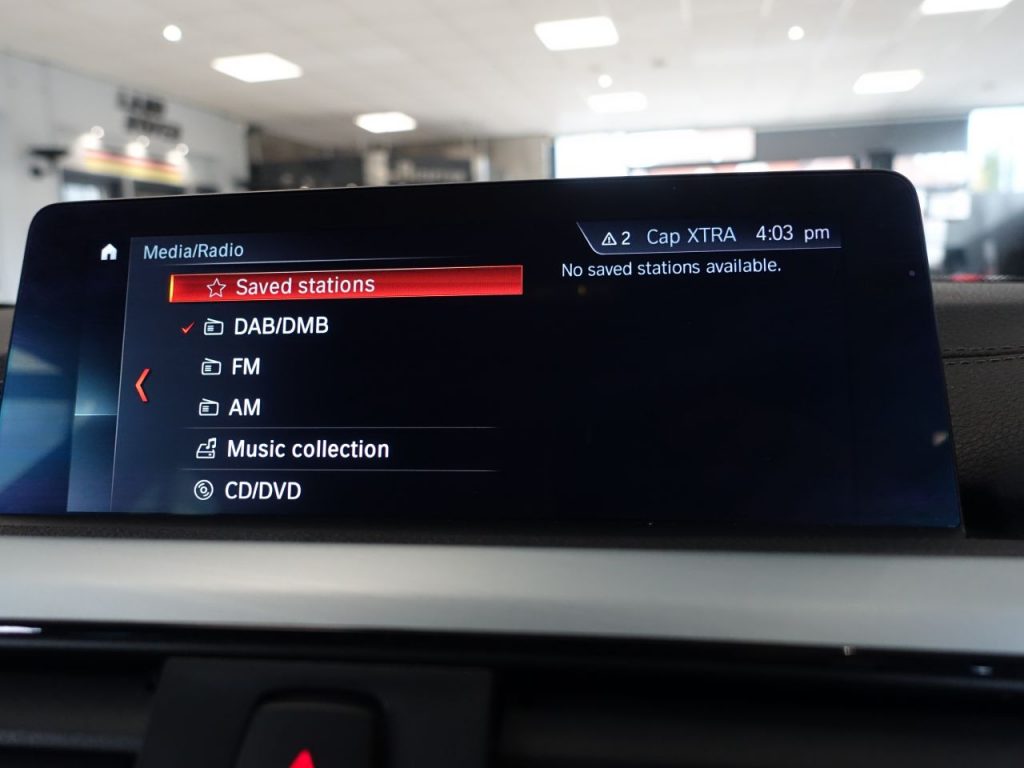 Media/Radio
2 Cap XTRA 4:03 pm
Saved stations
No saved stations available.
DAB/DMB
FM
AM
Music collection
CD/DVD